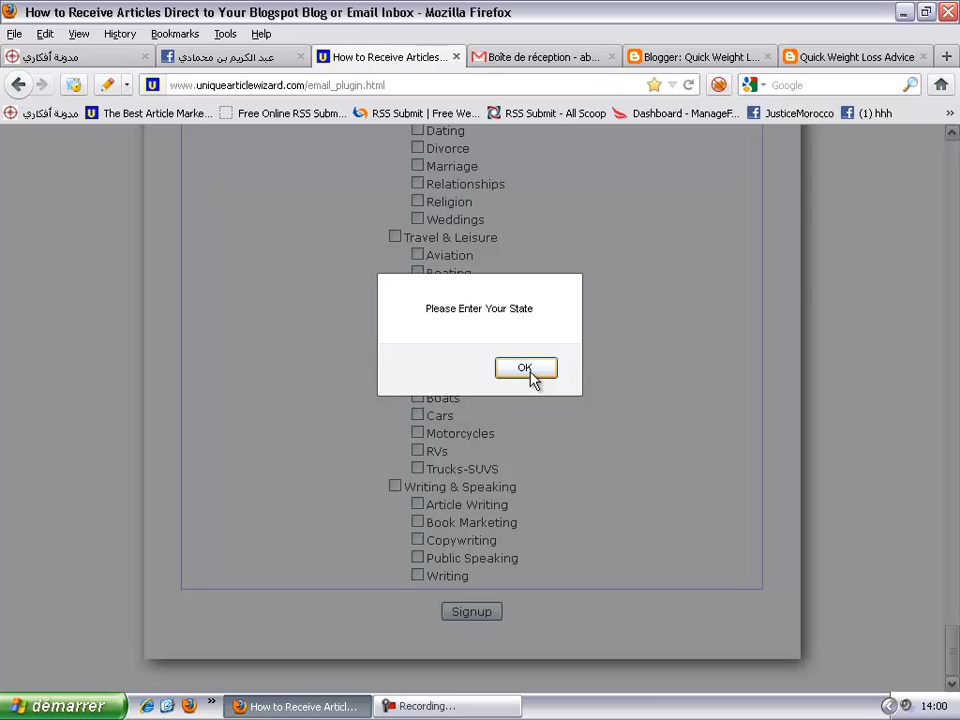 How to Receive Articles Direct to Your Blogspot Blog or Email Inbox - Mozilla Firefox
File Edit View History Bookmarks Tools Help
مدونة أفكاري عبد الكريم بن محمادي How to Receive Articles... Boîte de réception - ab... Blogger: Quick Weight L... Quick Weight Loss Advice
www.uniquearticlewizard.com/email_plugin.html Google
مدونة أفكاري The Best Article Marke... Free Online RSS Subm... RSS Submit | Free We... RSS Submit - All Scoop Dashboard - ManageF... JusticeMorocco (1) hhh
Dating
Divorce
Marriage
Relationships
Religion
Weddings
Travel & Leisure
Aviation
Boating
Please Enter Your State
OK
Boats
Cars
Motorcycles
RVs
Trucks-SUVS
Writing & Speaking
Article Writing
Book Marketing
Copywriting
Public Speaking
Writing
Signup
démarrer How to Receive Articl... Recording... 14:00